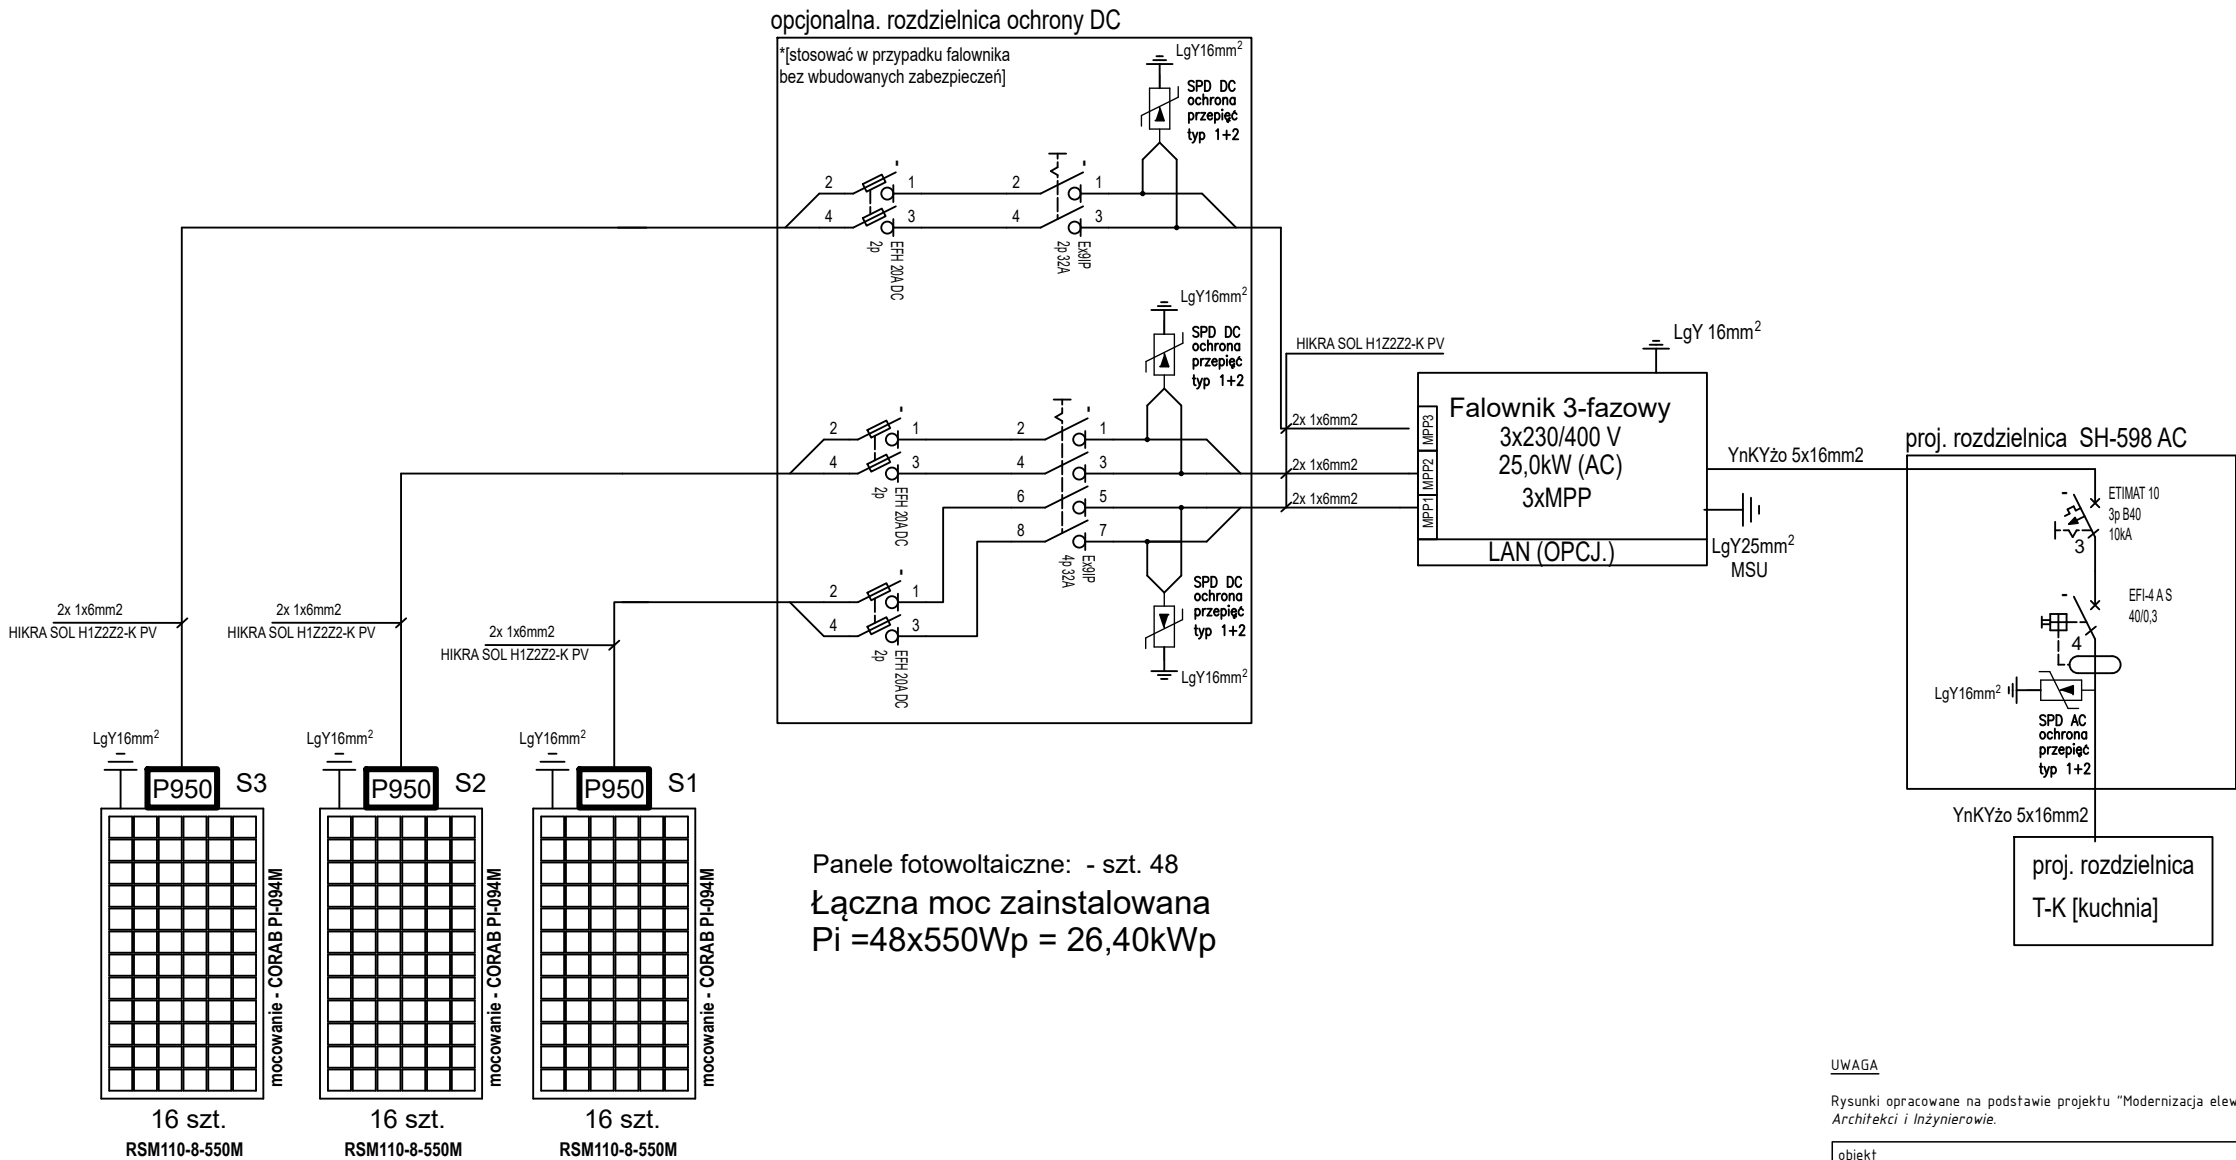 opcjonalna. rozdzielnica ochrony DC
*[stosować w przypadku falownika
bez wbudowanych zabezpieczeń]
LgY16mm²
SPD DC
ochrona
przepięć
typ 1+2
2 1 2 1
4 3 4 3
2p
EFH 20A DC
2p 32A
Ex9IP
LgY16mm²
SPD DC
ochrona
przepięć
typ 1+2
2 1 2 1
4 3 4 3
6 5
8 7
2p
EFH 20A DC
4p 32A
Ex9IP
2 1
4 3
2p
EFH 20A DC
SPD DC
ochrona
przepięć
typ 1+2
LgY16mm²
HIKRA SOL H1Z2Z2-K PV
2x 1x6mm2
2x 1x6mm2
2x 1x6mm2
LgY 16mm²
MPP3
MPP2
MPP1
Falownik 3-fazowy
3x230/400 V
25,0kW (AC)
3xMPP
LAN (OPCJ.)
YnKYżo 5x16mm2
LgY25mm²
MSU
proj. rozdzielnica SH-598 AC
ETIMAT 10
3p B40
10kA
3
EFI-4 A S
40/0,3
4
LgY16mm²
SPD AC
ochrona
przepięć
typ 1+2
YnKYżo 5x16mm2
proj. rozdzielnica
T-K [kuchnia]
2x 1x6mm2
HIKRA SOL H1Z2Z2-K PV
2x 1x6mm2
HIKRA SOL H1Z2Z2-K PV
2x 1x6mm2
HIKRA SOL H1Z2Z2-K PV
LgY16mm²
P950 S3
mocowanie - CORAB PI-094M
16 szt.
RSM110-8-550M
LgY16mm²
P950 S2
mocowanie - CORAB PI-094M
16 szt.
RSM110-8-550M
LgY16mm²
P950 S1
mocowanie - CORAB PI-094M
16 szt.
RSM110-8-550M
Panele fotowoltaiczne: - szt. 48
Łączna moc zainstalowana
Pi =48x550Wp = 26,40kWp
UWAGA
Rysunki opracowane na podstawie projektu "Modernizacja elew
Architekci i Inżynierowie.
obiekt